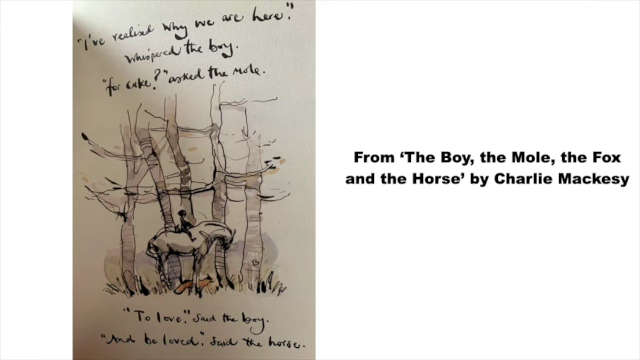 "I've realised why we are here."
whispered the boy.
"for cake?" asked the mole.
"To love." said the boy.
"And be loved." said the horse.
From ‘The Boy, the Mole, the Fox
and the Horse’ by Charlie Mackesy